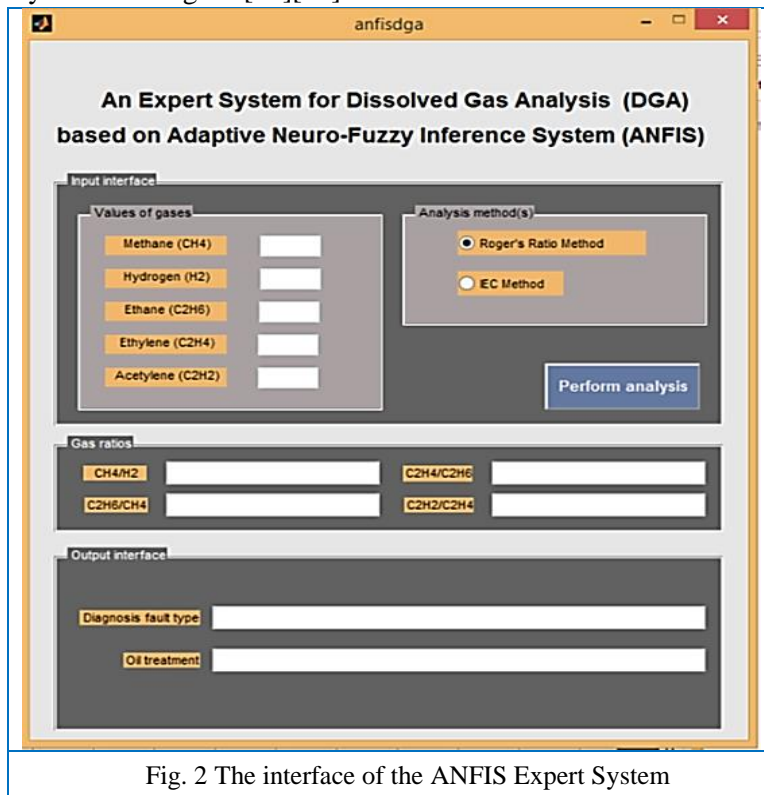 anfisdga
An Expert System for Dissolved Gas Analysis (DGA)
based on Adaptive Neuro-Fuzzy Inference System (ANFIS)
Input interface
Values of gases
Methane (CH4)
Hydrogen (H2)
Ethane (C2H6)
Ethylene (C2H4)
Acetylene (C2H2)
Analysis method(s)
Roger's Ratio Method
IEC Method
Perform analysis
Gas ratios
CH4/H2
C2H4/C2H6
C2H6/CH4
C2H2/C2H4
Output interface
Diagnosis fault type
Oil treatment
Fig. 2 The interface of the ANFIS Expert System